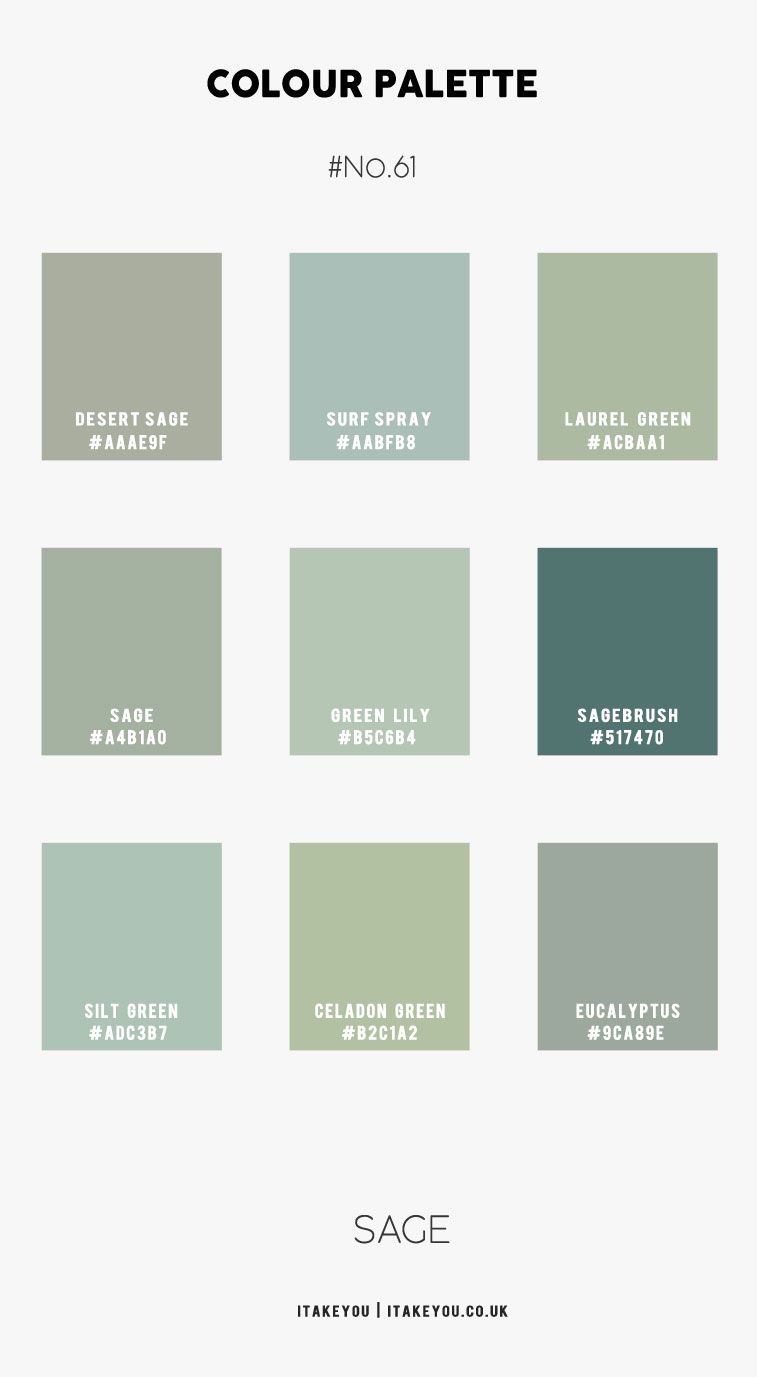 COLOUR PALETTE
#NO.61
DESERT SAGE
#AAAE9F
SURF SPRAY
#AABFB8
LAUREL GREEN
#ACBAA1
SAGE
#A4B1A0
GREEN LILY
#B5C6B4
SAGEBRUSH
#517470
SILT GREEN
#ADC3B7
CELADON GREEN
#B2C1A2
EUCALYPTUS
#9CA89E
SAGE
ITAKEYOU | ITAKEYOU.CO.UK